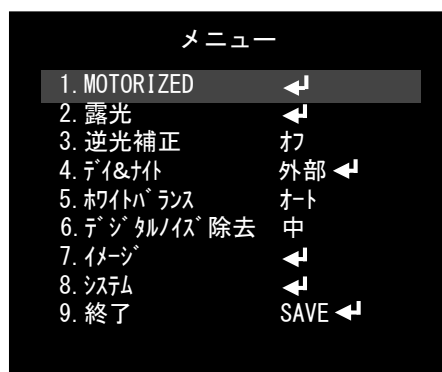 メニュー
1. MOTORIZED ↲
2. 露光 ↲
3. 逆光補正 オフ
4. ﾃﾞｲ&ﾅｲﾄ 外部 ↲
5. ﾎﾜｲﾄﾊﾞﾗﾝｽ ｵｰﾄ
6. ﾃﾞｼﾞﾀﾙﾉｲｽﾞ除去 中
7. ｲﾒｰｼﾞ ↲
8. ｼｽﾃﾑ ↲
9. 終了 SAVE ↲